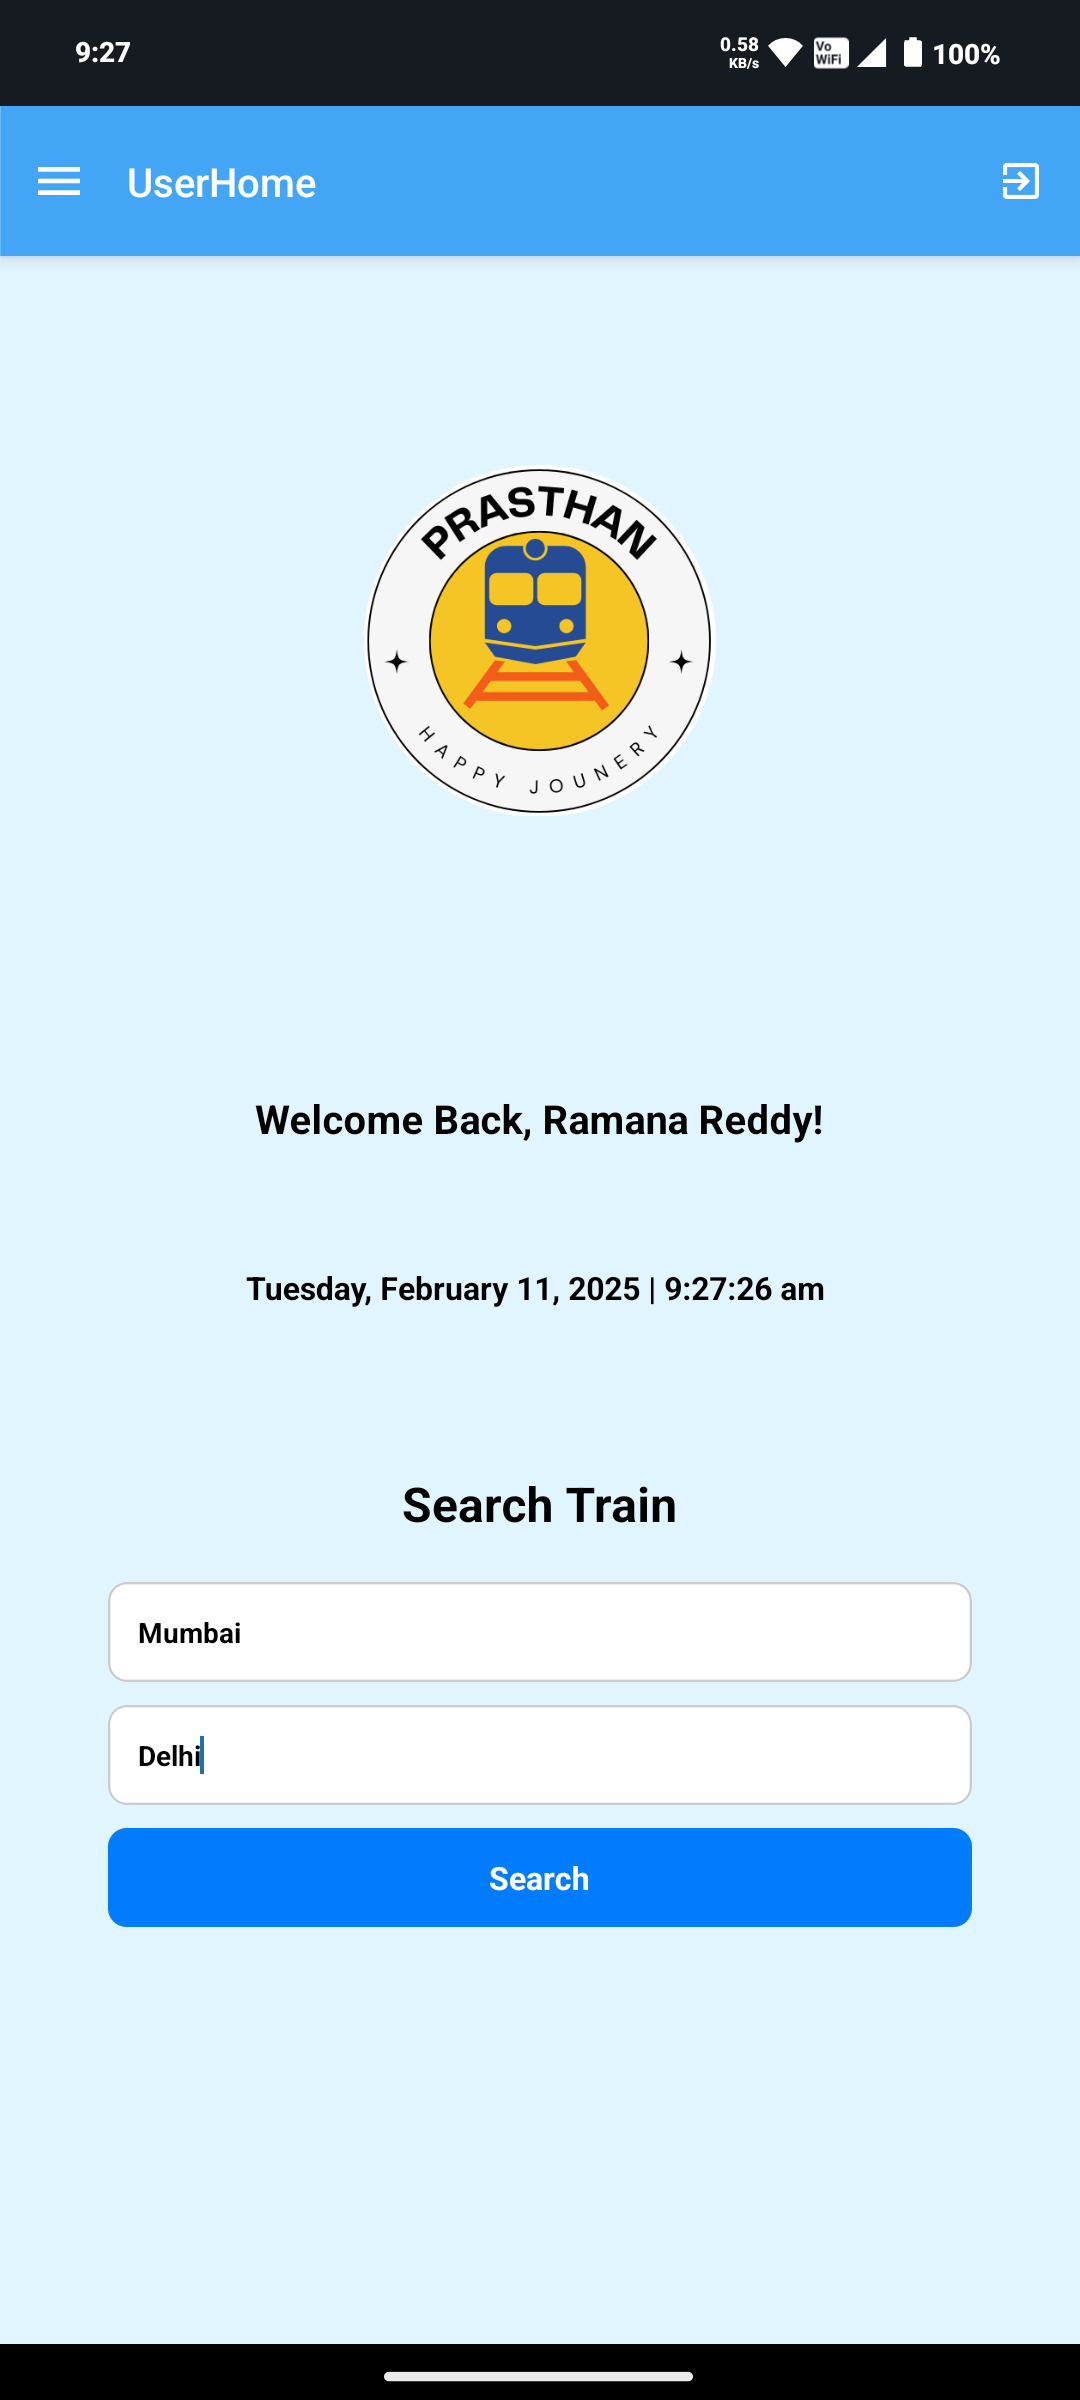 9:27
0.58
KB/s
Vo
WiFi
100%
UserHome
PRASTHAN
HAPPY JOUNERY
Welcome Back, Ramana Reddy!
Tuesday, February 11, 2025 | 9:27:26 am
Search Train
Mumbai
Delhi
Search